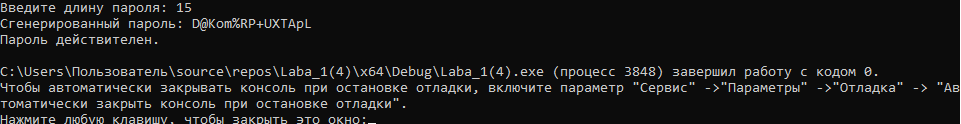 Введите длину пароля: 15
Сгенерированный пароль: D@Kom%RP+UXTApL
Пароль действителен.
C:\Users\Пользователь\source\repos\Laba_1(4)\x64\Debug\Laba_1(4).exe (процесс 3848) завершил работу с кодом 0.
Чтобы автоматически закрывать консоль при остановке отладки, включите параметр "Сервис" ->"Параметры" ->"Отладка" -> "Ав
томатически закрыть консоль при остановке отладки".
Нажмите любую клавишу, чтобы закрыть это окно: